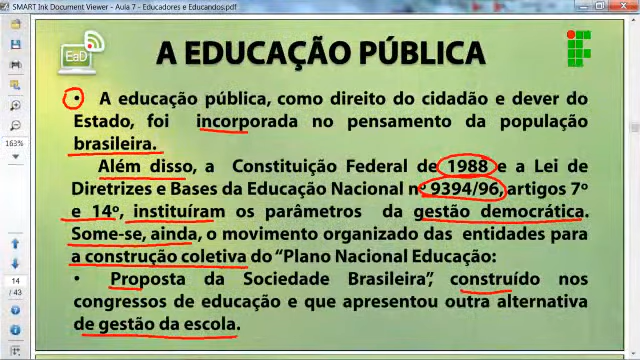 SMART Ink Document Viewer - Aula 7 - Educadores e Educandos.pdf
EaD
A EDUCAÇÃO PÚBLICA
• A educação pública, como direito do cidadão e dever do
Estado, foi incorporada no pensamento da população
brasileira.
Além disso, a Constituição Federal de 1988 e a Lei de
Diretrizes e Bases da Educação Nacional nº 9394/96, artigos 7º
e 14º, instituíram os parâmetros da gestão democrática.
Some-se, ainda, o movimento organizado das entidades para
a construção coletiva do “Plano Nacional Educação:
• Proposta da Sociedade Brasileira”, construído nos
congressos de educação e que apresentou outra alternativa
de gestão da escola.
163%
14
/ 43